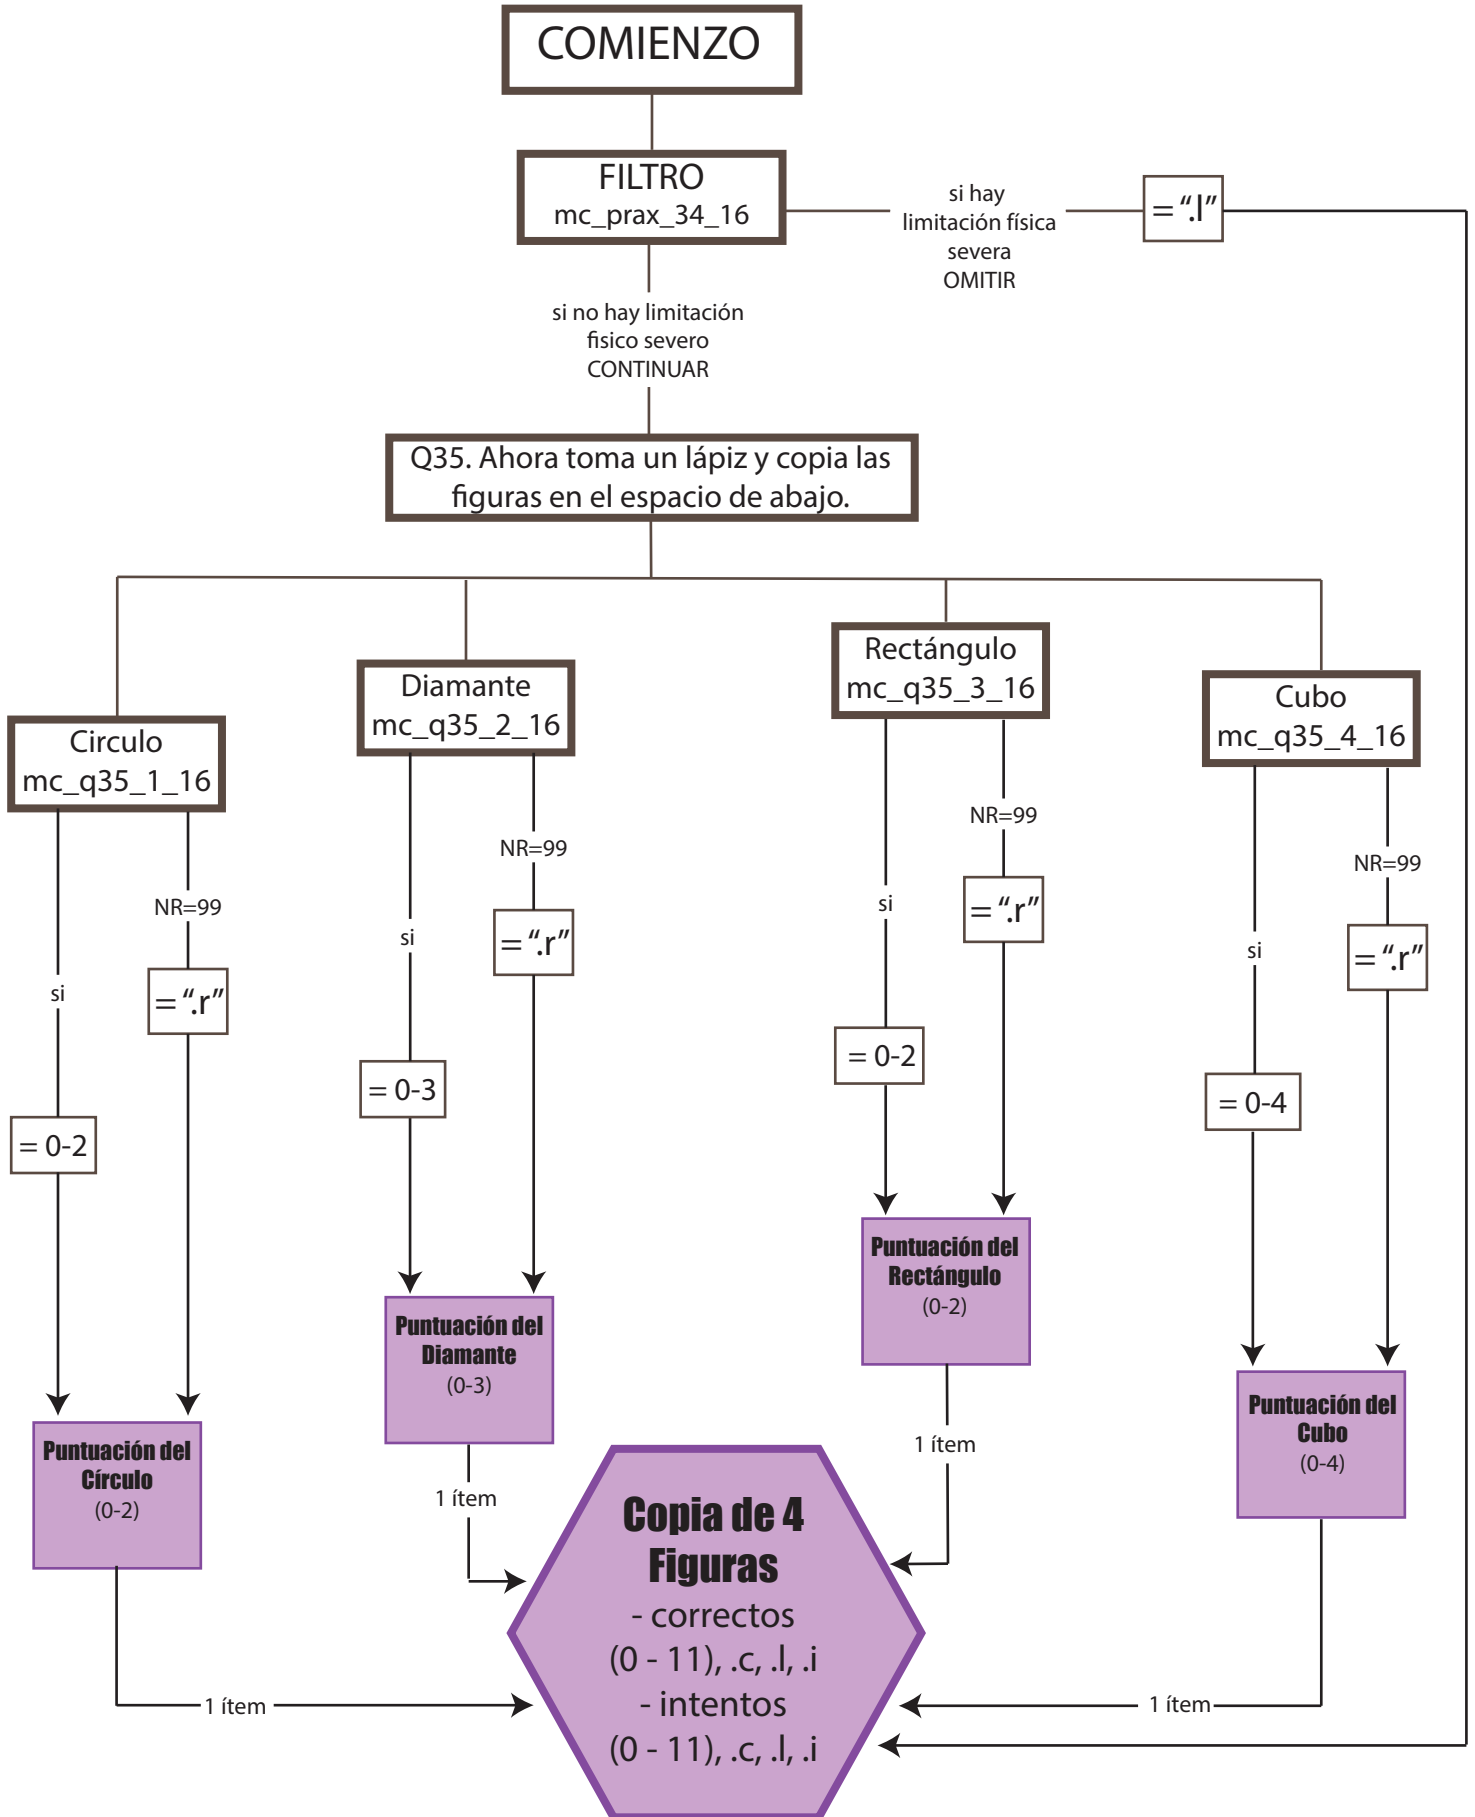 COMIENZO
FILTRO
mc_prax_34_16
si hay
limitación física
severa
OMITIR
= “.l”
si no hay limitación
fisico severo
CONTINUAR
Q35. Ahora toma un lápiz y copia las
figuras en el espacio de abajo.
Circulo
mc_q35_1_16
Diamante
mc_q35_2_16
Rectángulo
mc_q35_3_16
Cubo
mc_q35_4_16
si
NR=99
= “.r”
= 0-2
si
NR=99
= “.r”
= 0-3
si
NR=99
= “.r”
= 0-2
si
NR=99
= “.r”
= 0-4
Puntuación del
Círculo
(0-2)
Puntuación del
Diamante
(0-3)
Puntuación del
Rectángulo
(0-2)
Puntuación del
Cubo
(0-4)
1 ítem
1 ítem
1 ítem
1 ítem
Copia de 4
Figuras
- correctos
(0 - 11), .c, .l, .i
- intentos
(0 - 11), .c, .l, .i